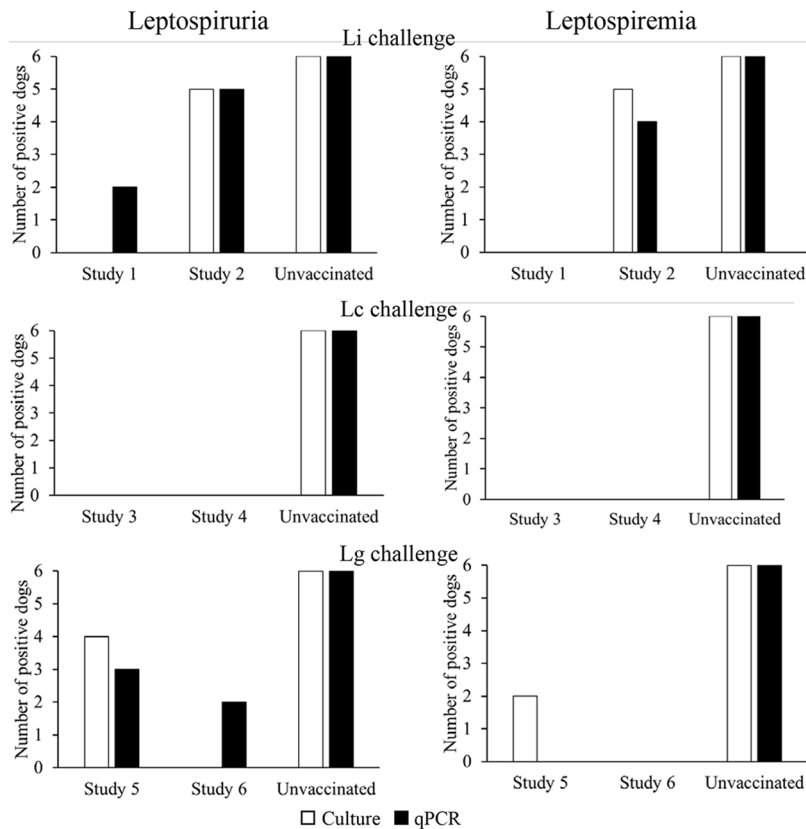 Leptospiruria
Leptospiremia
Li challenge
Number of positive dogs
6
5
4
3
2
1
0
Study 1
Study 2
Unvaccinated
Number of positive dogs
6
5
4
3
2
1
0
Study 1
Study 2
Unvaccinated
Lc challenge
Number of positive dogs
6
5
4
3
2
1
0
Study 3
Study 4
Unvaccinated
Number of positive dogs
6
5
4
3
2
1
0
Study 3
Study 4
Unvaccinated
Lg challenge
Number of positive dogs
6
5
4
3
2
1
0
Study 5
Study 6
Unvaccinated
Number of positive dogs
6
5
4
3
2
1
0
Study 5
Study 6
Unvaccinated
Culture
qPCR